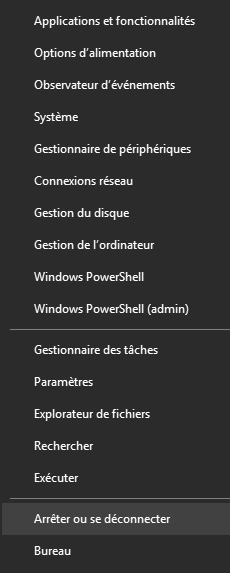 Applications et fonctionnalités
Options d’alimentation
Observateur d’événements
Système
Gestionnaire de périphériques
Connexions réseau
Gestion du disque
Gestion de l’ordinateur
Windows PowerShell
Windows PowerShell (admin)
Gestionnaire des tâches
Paramètres
Explorateur de fichiers
Rechercher
Exécuter
Arrêter ou se déconnecter
Bureau